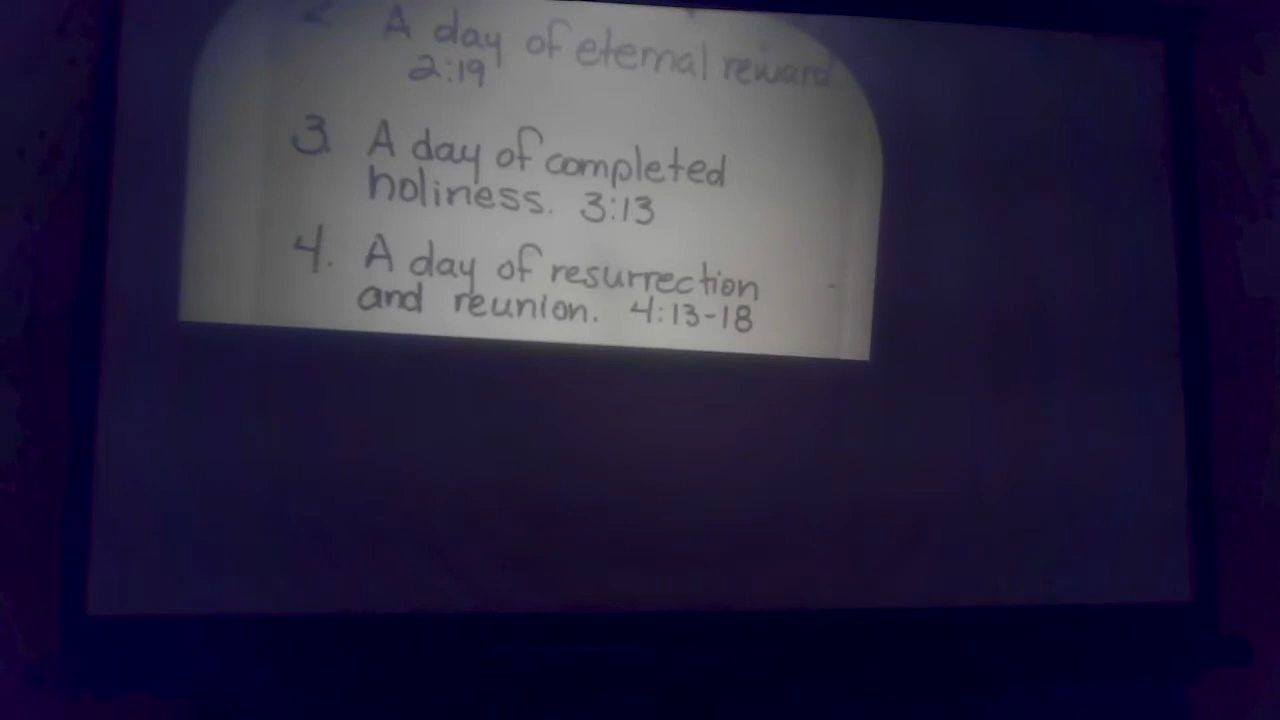 2 A day of eternal reward
2:19
3. A day of completed
holiness. 3:13
4. A day of resurrection
and reunion. 4:13-18